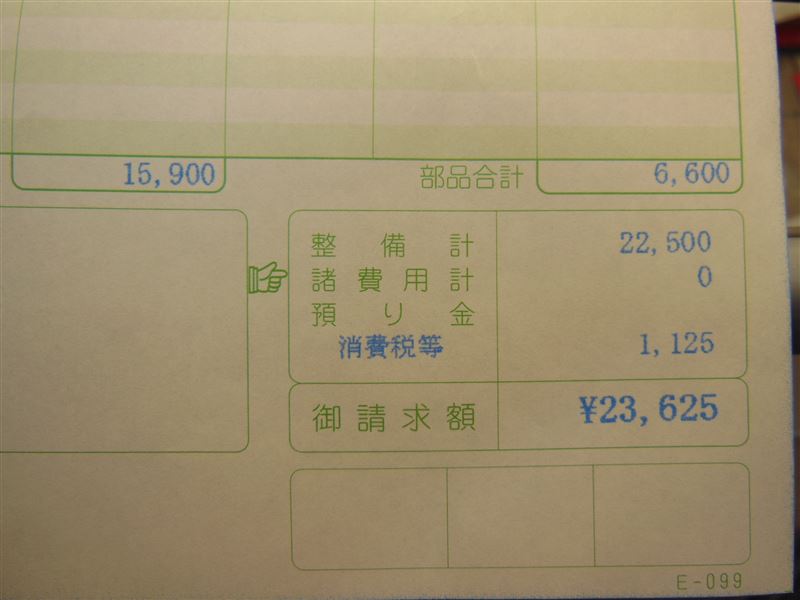 15,900 部品合計 6,600
整備計 22,500
諸費用計 0
預り金
消費税等 1,125
御請求額 ¥23,625
E-099